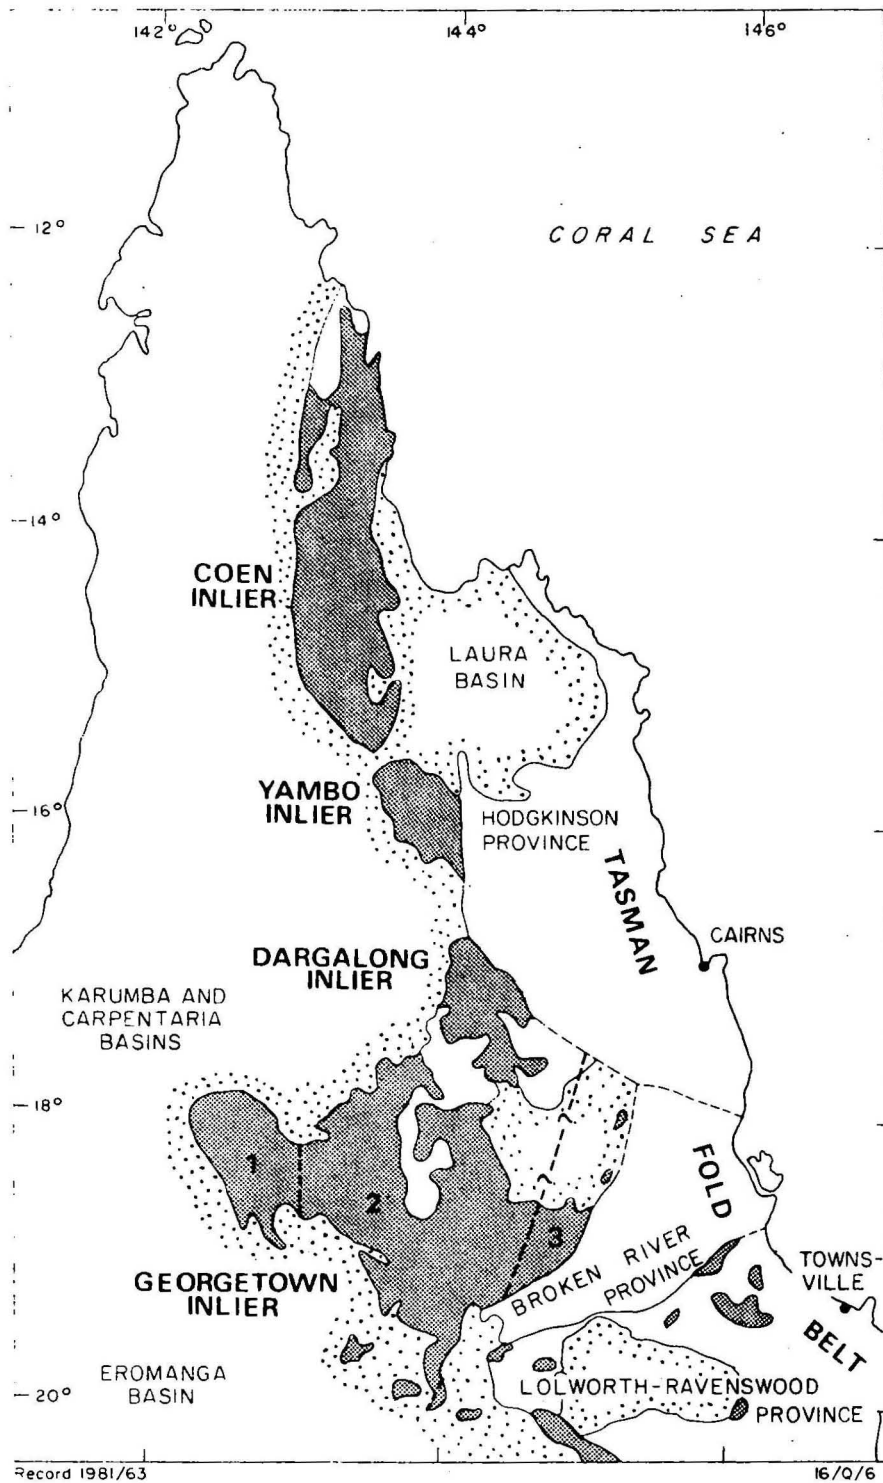 142°
144°
146°
12°
CORAL SEA
14°
COEN
INLIER
LAURA
BASIN
16°
YAMBO
INLIER
HODGKINSON
PROVINCE
TASMAN
CAIRNS
DARGALONG
INLIER
KARUMBA AND
CARPENTARIA
BASINS
18°
1
2
3
FOLD
BROKEN RIVER
PROVINCE
TOWNS-
VILLE
GEORGETOWN
INLIER
BELT
EROMANGA
BASIN
20°
LOLWORTH-RAVENSWOOD
PROVINCE
Record 1981/63
16/0/6